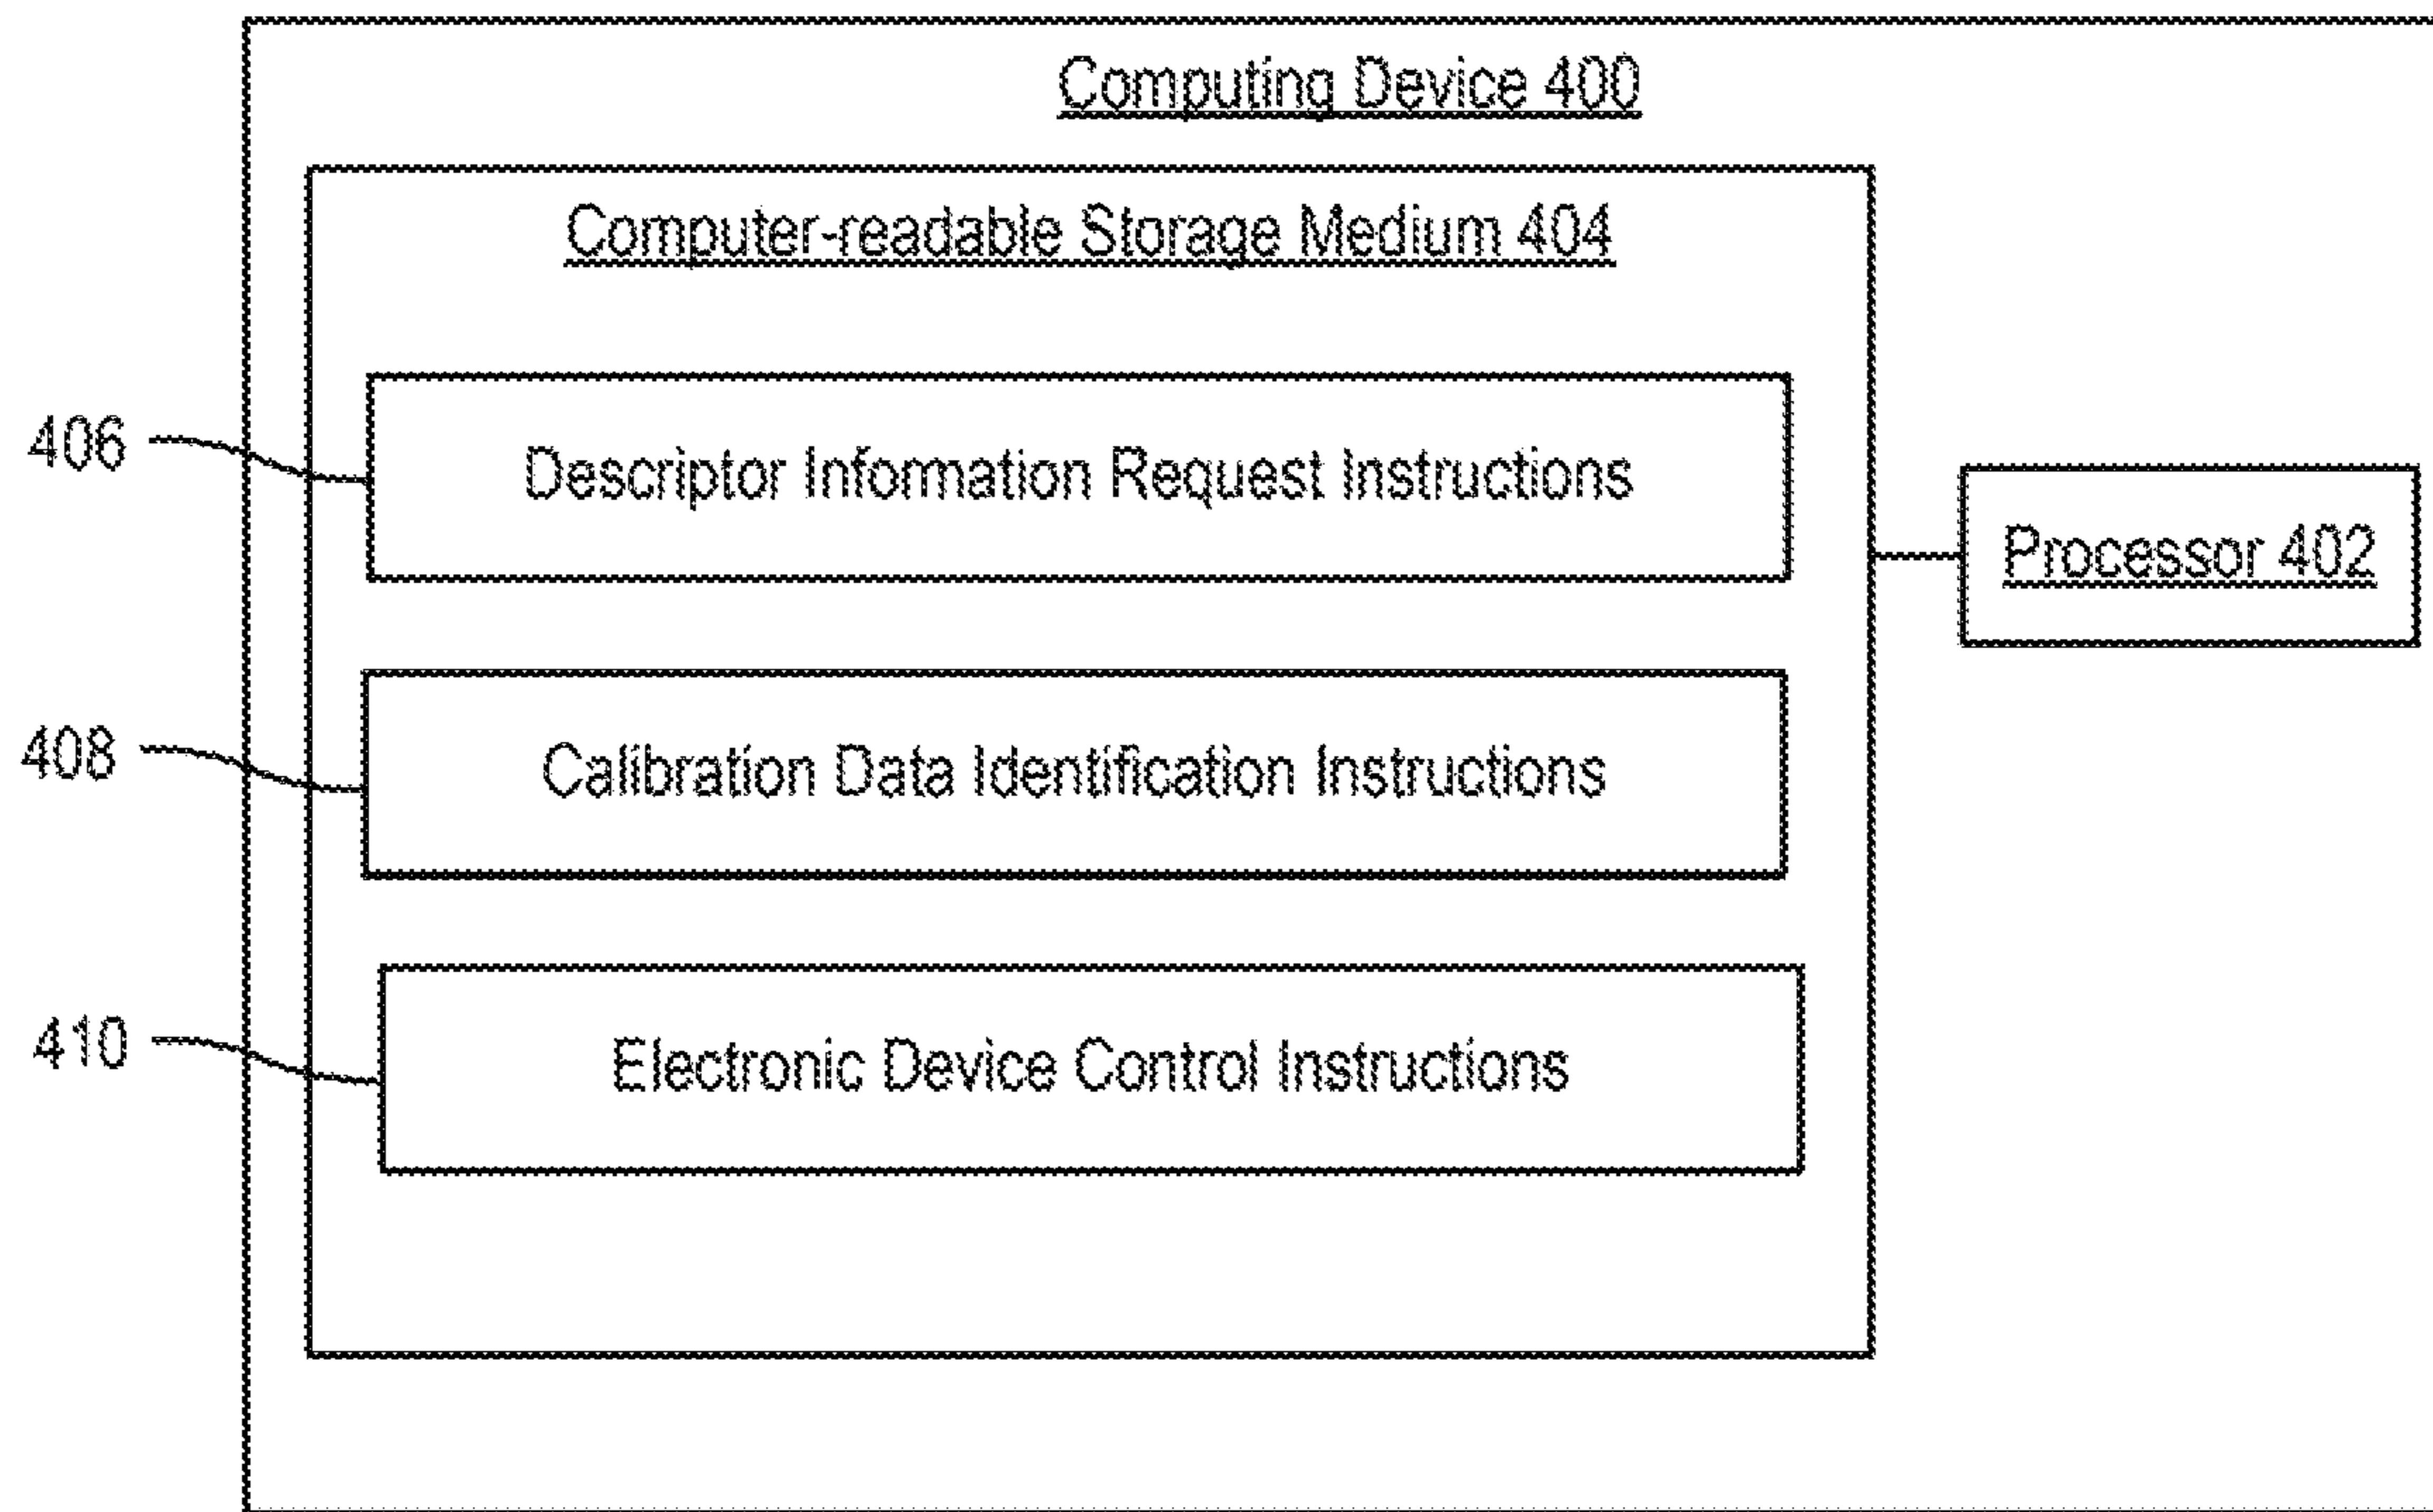 Computing Device 400
Computer-readable Storage Medium 404
406
Descriptor Information Request Instructions
Processor 402
408
Calibration Data Identification Instructions
410
Electronic Device Control Instructions